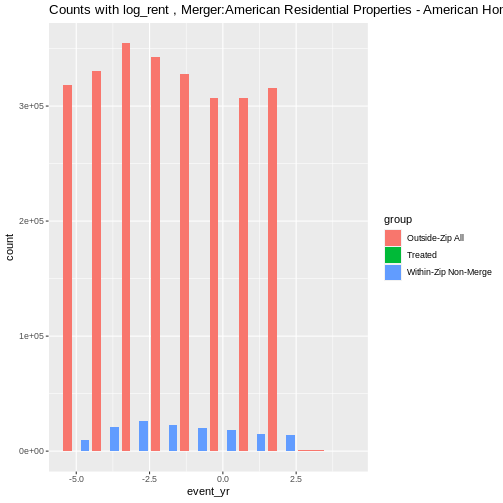 Counts with log_rent , Merger:American Residential Properties - American Hor
3e+05
2e+05
1e+05
0e+00
count
-5.0
-2.5
0.0
2.5
event_yr
group
Outside-Zip All
Treated
Within-Zip Non-Merge